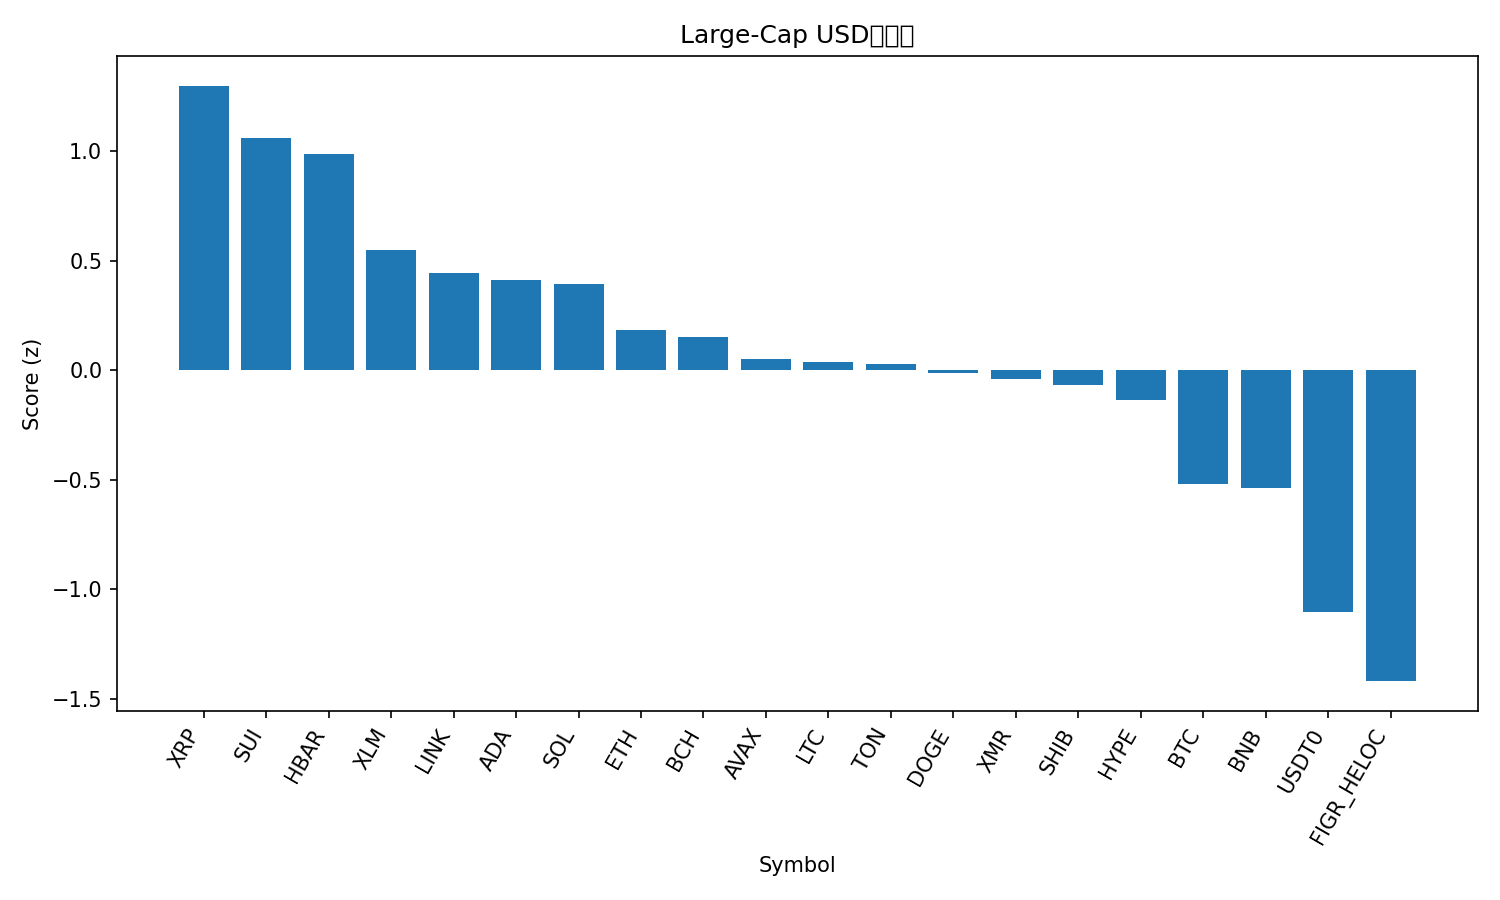 Large-Cap USD
Score (z)
1.0
0.5
0.0
−0.5
−1.0
−1.5
XRP
SUI
HBAR
XLM
LINK
ADA
SOL
ETH
BCH
AVAX
LTC
TON
DOGE
XMR
SHIB
HYPE
BTC
BNB
USDT0
FIGR_HELOC
Symbol